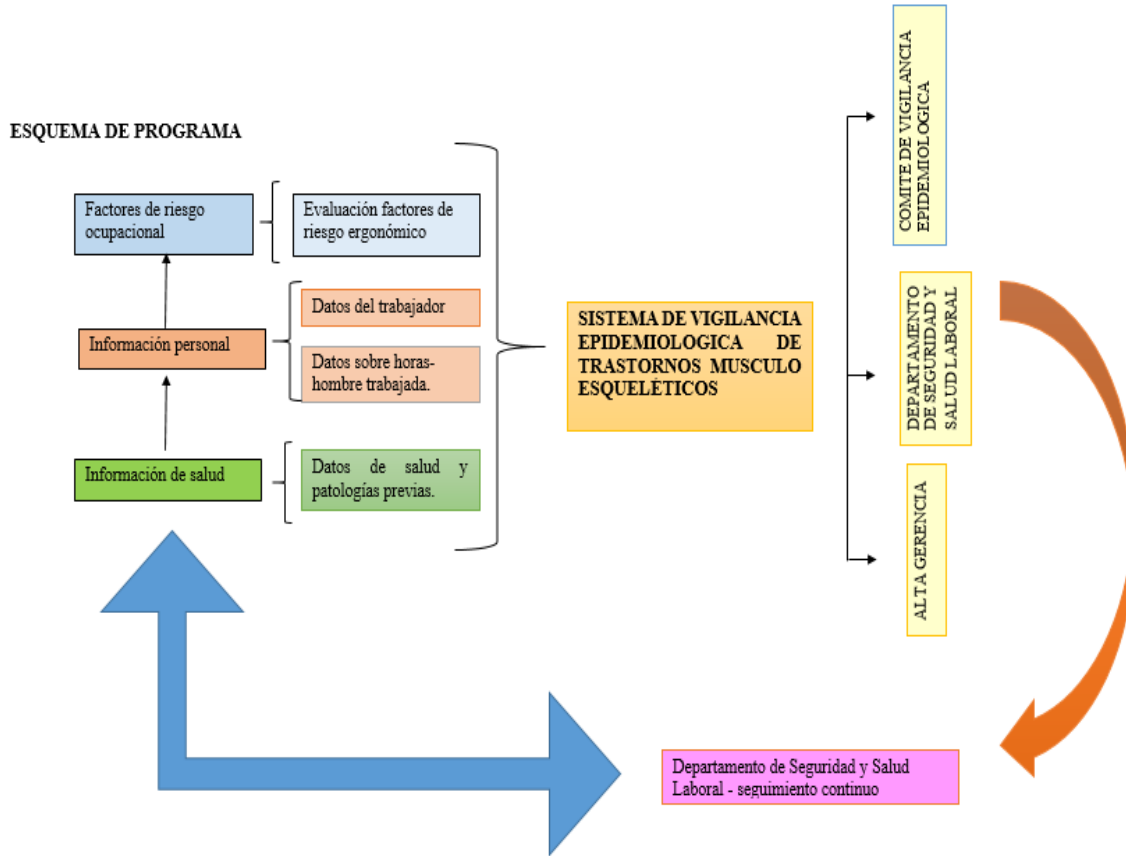 ESQUEMA DE PROGRAMA
Factores de riesgo
ocupacional
Evaluación factores de
riesgo ergonómico
Información personal
Datos del trabajador
Datos sobre horas-
hombre trabajada.
Información de salud
Datos de salud y
patologías previas.
SISTEMA DE VIGILANCIA
EPIDEMIOLOGICA DE
TRASTORNOS MUSCULO
ESQUELÉTICOS
COMITE DE VIGILANCIA
EPIDEMIOLOGICA
DEPARTAMENTO
DE SEGURIDAD Y
SALUD LABORAL
ALTA GERENCIA
Departamento de Seguridad y Salud
Laboral - seguimiento continuo